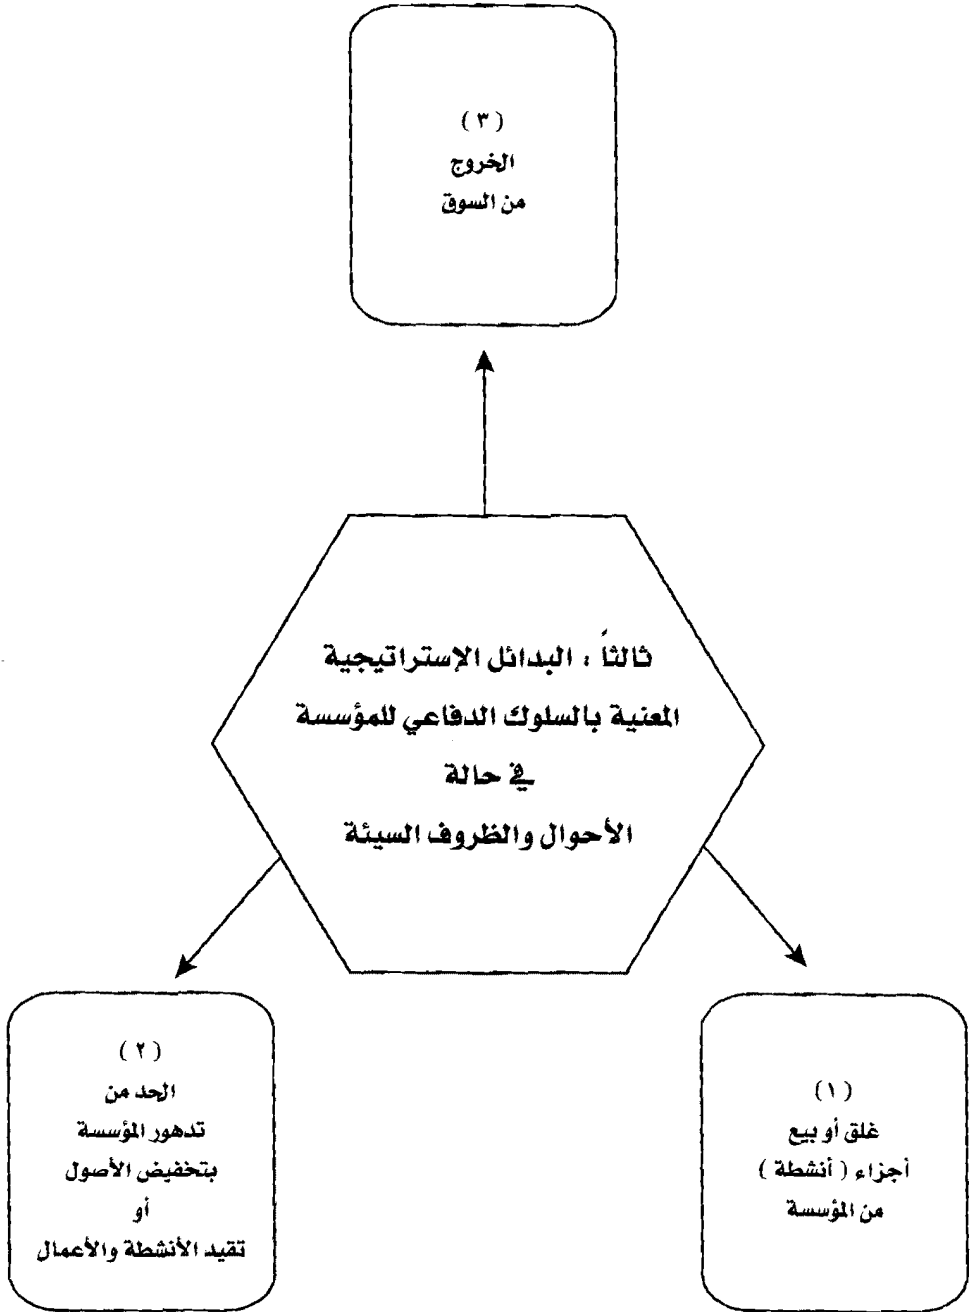 ( ٣ )
الخروج
من السوق
ثالثاً : البدائل الإستراتيجية
المعنية بالسلوك الدفاعي للمؤسسة
في حالة
الأحوال والظروف السيئة
( ١ )
غلق أو بيع
أجزاء ( أنشطة )
من المؤسسة
( ٢ )
الحد من
تدهور المؤسسة
بتخفيض الأصول
أو
تقيد الأنشطة والأعمال